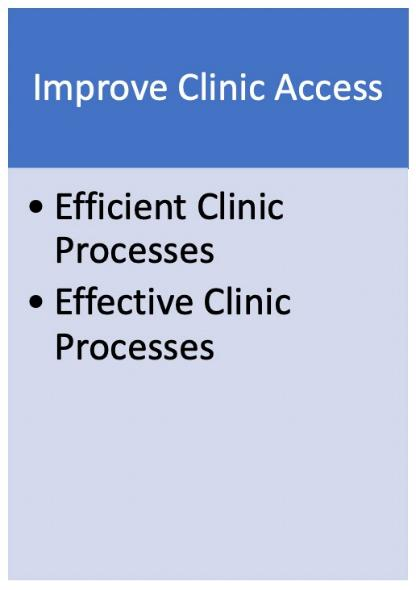 Improve Clinic Access
• Efficient Clinic
Processes
• Effective Clinic
Processes